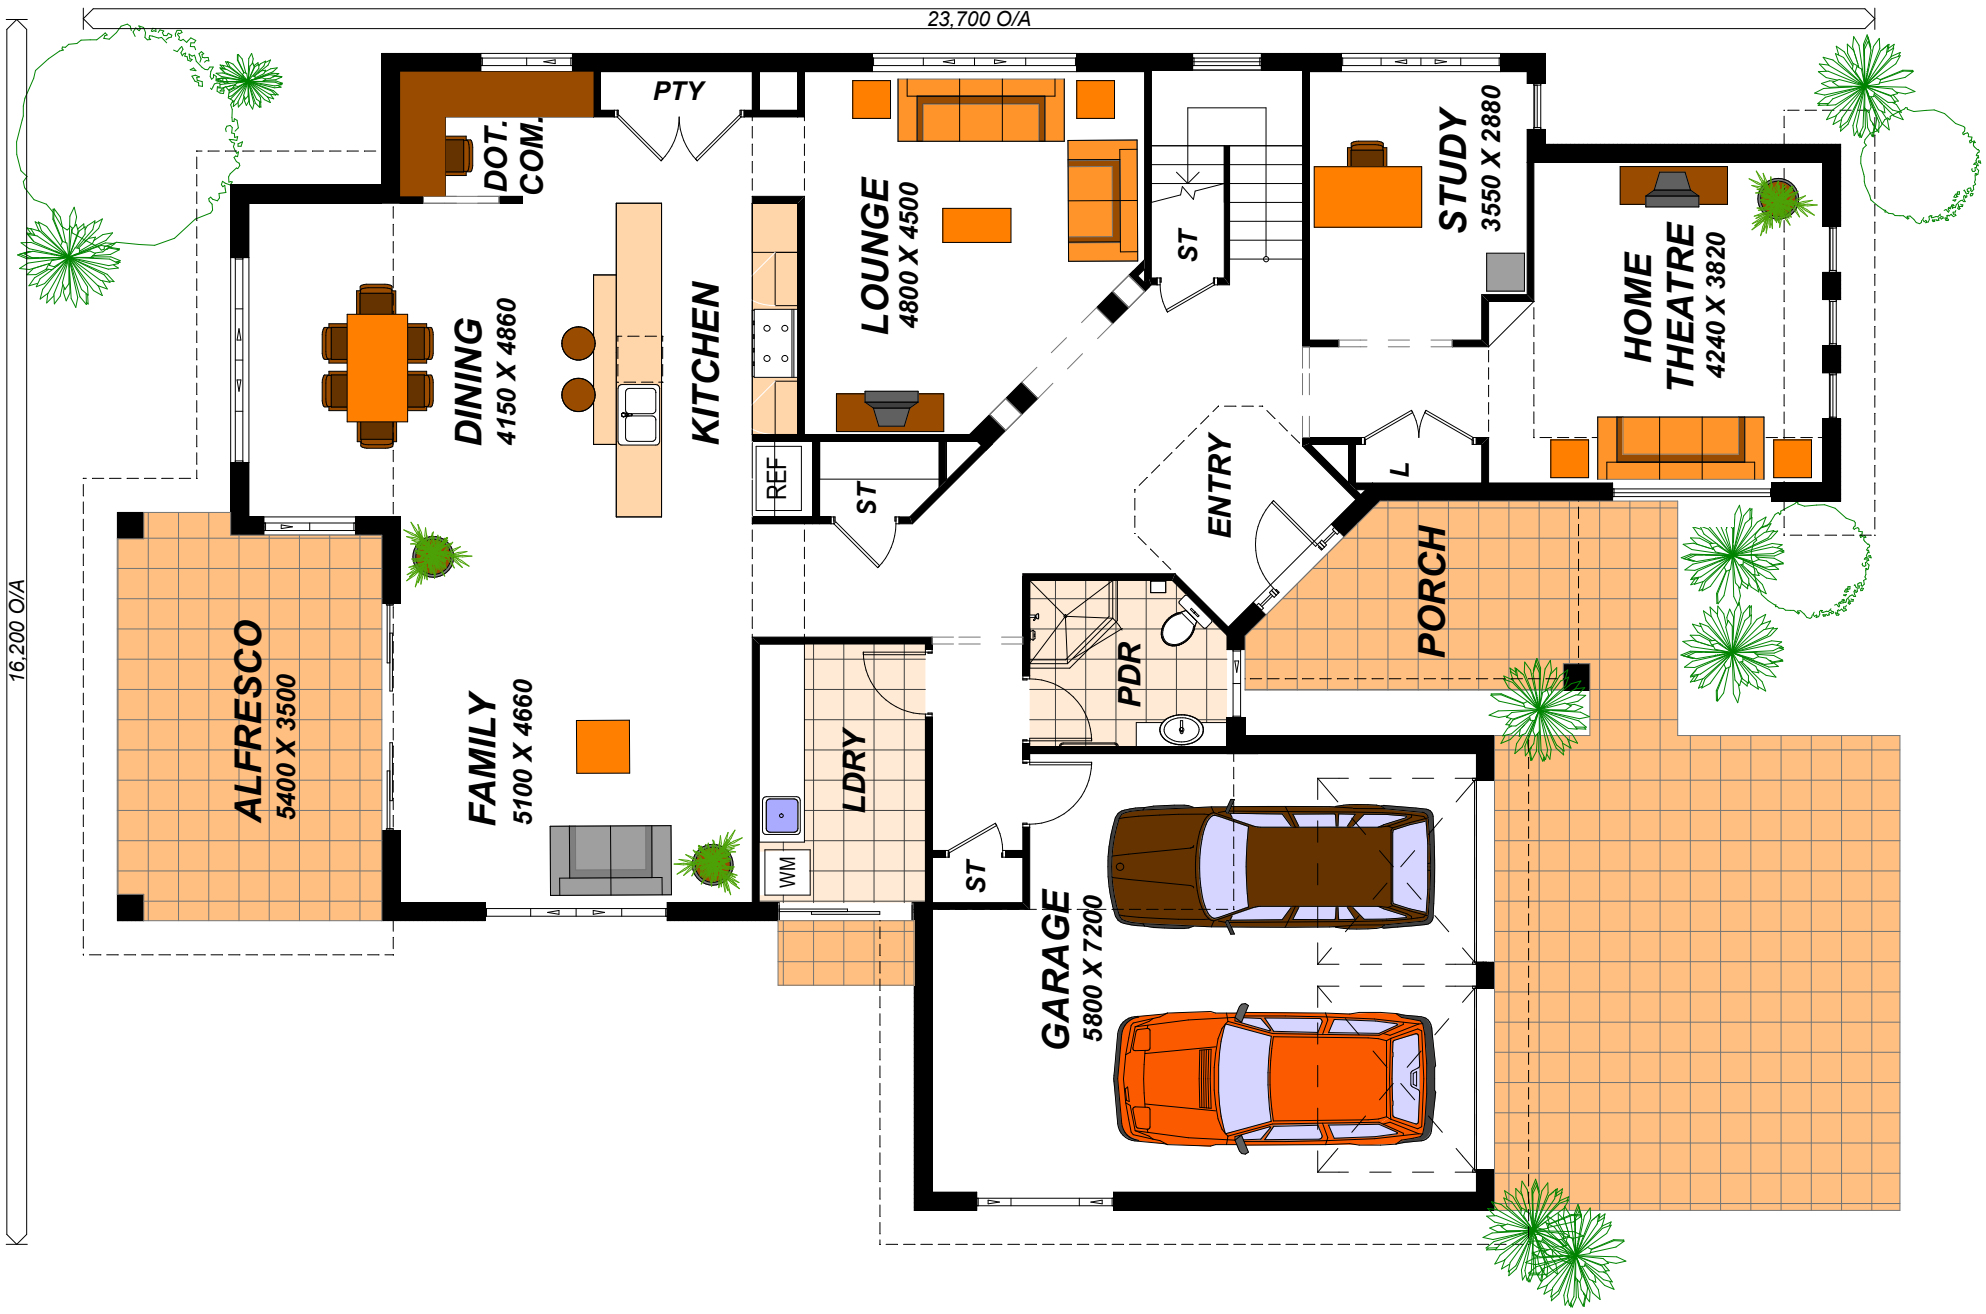 23,700 O/A
16,200 O/A
PTY
DOT.
COM.
LOUNGE
4800 X 4500
ST
STUDY
3550 X 2880
HOME
THEATRE
4240 X 3820
DINING
4150 X 4860
KITCHEN
REF
ST
ENTRY
L
PORCH
ALFRESCO
5400 X 3500
FAMILY
5100 X 4660
LDRY
WM
PDR
ST
GARAGE
5800 X 7200